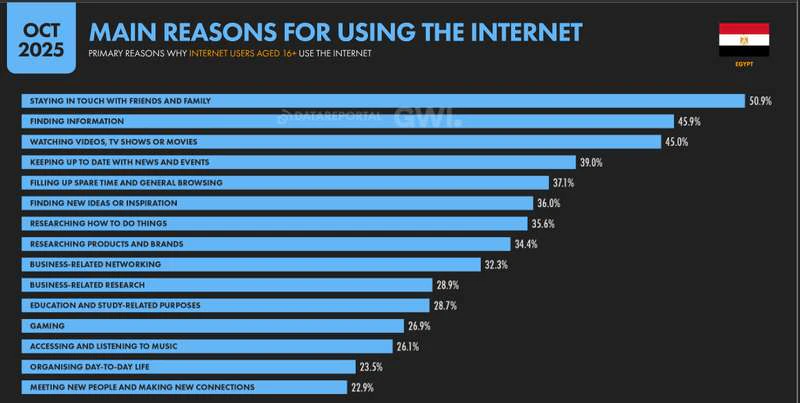 OCT
2025
MAIN REASONS FOR USING THE INTERNET
PRIMARY REASONS WHY INTERNET USERS AGED 16+ USE THE INTERNET
EGYPT
DATAREPORTAL GWI.
STAYING IN TOUCH WITH FRIENDS AND FAMILY 50.9%
FINDING INFORMATION 45.9%
WATCHING VIDEOS, TV SHOWS OR MOVIES 45.0%
KEEPING UP TO DATE WITH NEWS AND EVENTS 39.0%
FILLING UP SPARE TIME AND GENERAL BROWSING 37.1%
FINDING NEW IDEAS OR INSPIRATION 36.0%
RESEARCHING HOW TO DO THINGS 35.6%
RESEARCHING PRODUCTS AND BRANDS 34.4%
BUSINESS-RELATED NETWORKING 32.3%
BUSINESS-RELATED RESEARCH 28.9%
EDUCATION AND STUDY-RELATED PURPOSES 28.7%
GAMING 26.9%
ACCESSING AND LISTENING TO MUSIC 26.1%
ORGANISING DAY-TO-DAY LIFE 23.5%
MEETING NEW PEOPLE AND MAKING NEW CONNECTIONS 22.9%